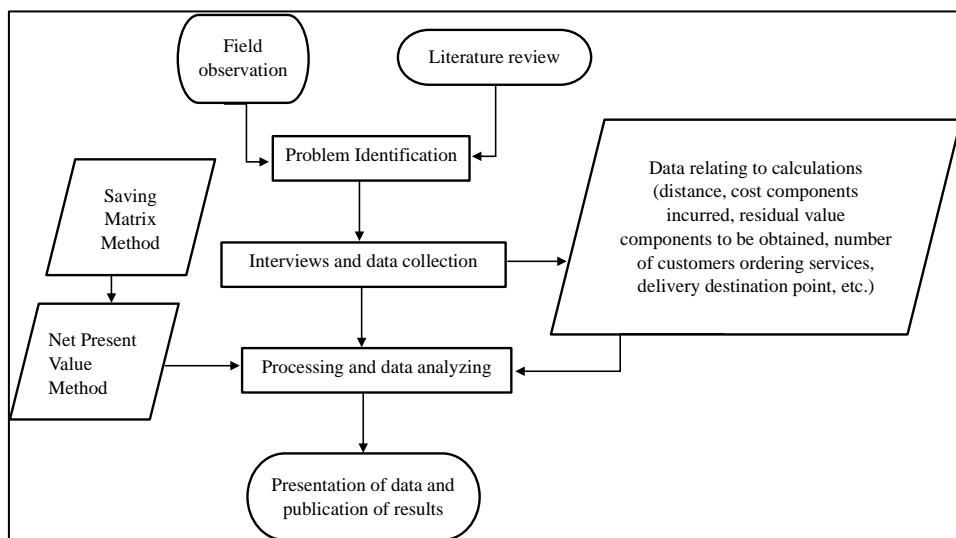 Field
observation
Literature review
Problem Identification
Saving
Matrix
Method
Data relating to calculations
(distance, cost components
incurred, residual value
components to be obtained, number
of customers ordering services,
delivery destination point, etc.)
Interviews and data collection
Net Present
Value
Method
Processing and data analyzing
Presentation of data and
publication of results